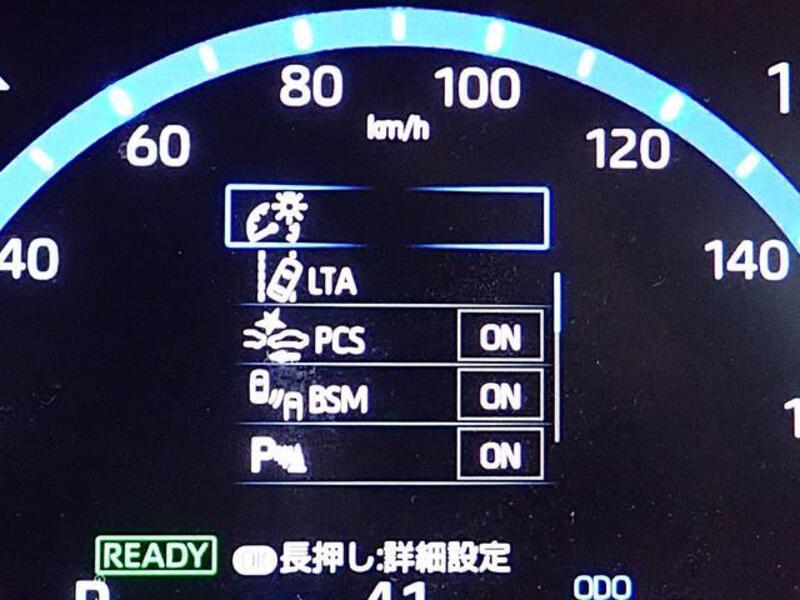 80 100
km/h
60 120
40 140
LTA
PCS ON
BSM ON
P ON
READY OK 長押し:詳細設定
ODO